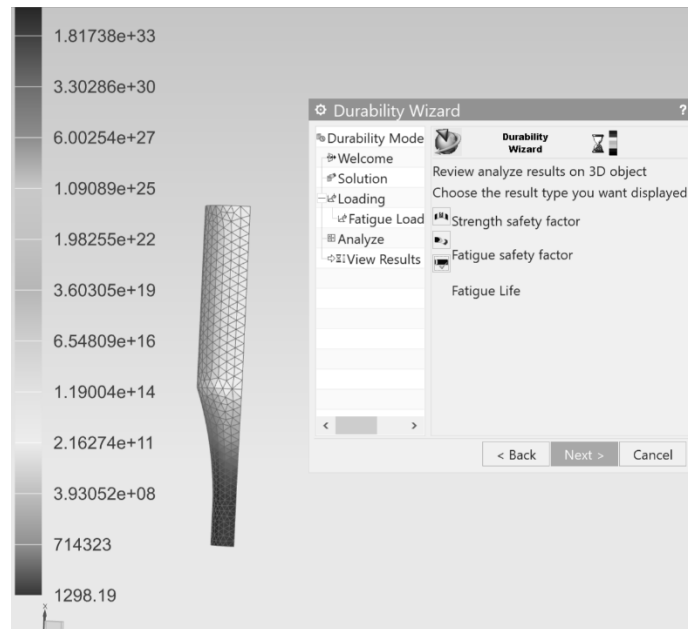 1.81738e+33
3.30286e+30
6.00254e+27
1.09089e+25
1.98255e+22
3.60305e+19
6.54809e+16
1.19004e+14
2.16274e+11
3.93052e+08
714323
1298.19
X
Durability Wizard ?
Durability Mode
Welcome
Solution
Loading
Fatigue Load
Analyze
View Results
Durability
Wizard
Review analyze results on 3D object
Choose the result type you want displayed
Strength safety factor
Fatigue safety factor
Fatigue Life
< Back
Next >
Cancel